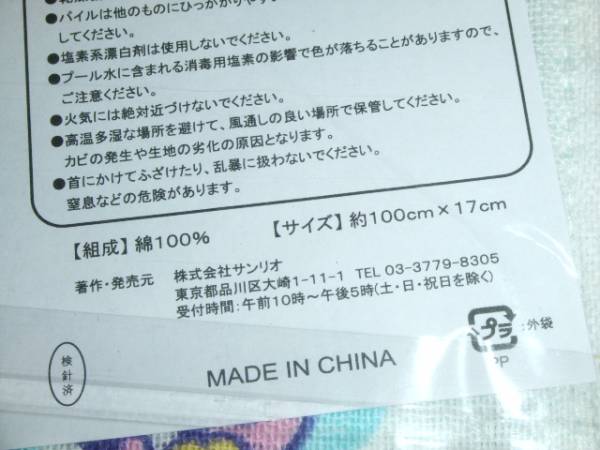 ●パイルは他のものにひっかかりやす
してください。
●塩素系漂白剤は使用しないでください。
●プール水に含まれる消毒用塩素の影響で色が落ちることがありますので、
ご注意ください。
●火気には絶対近づけないでください。
●高温多湿な場所を避けて、風通しの良い場所で保管してください。
カビの発生や生地の劣化の原因となります。
●首にかけてふざけたり、乱暴に扱わないでください。
窒息などの危険があります。
【組成】綿100%
【サイズ】約100cm×17cm
著作・発売元 株式会社サンリオ
東京都品川区大崎1-11-1 TEL 03-3779-8305
受付時間:午前10時～午後5時(土・日・祝日を除く)
検針済
MADE IN CHINA
プラ :外袋
PP